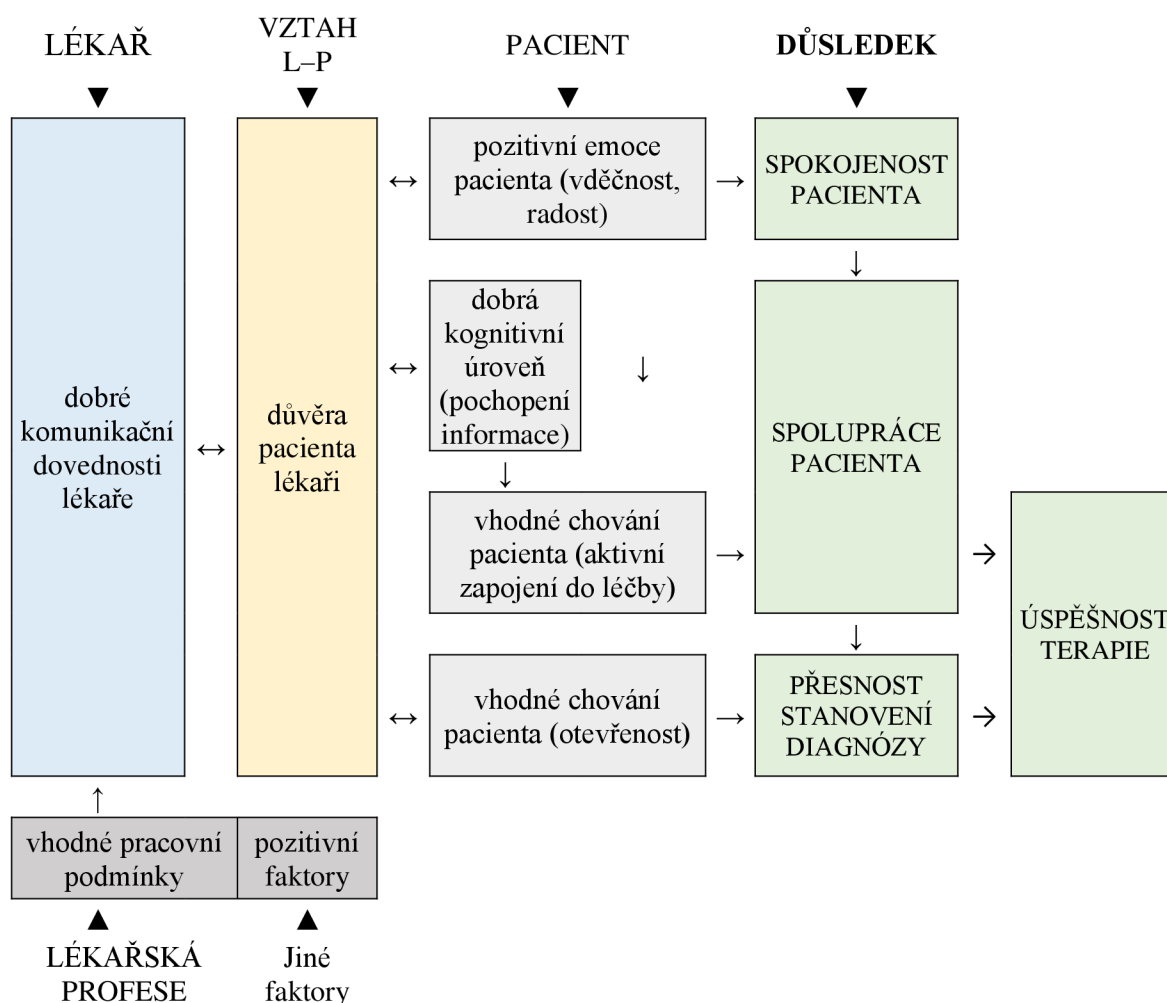 LÉKAŘ
VZTAH
L–P
PACIENT
DŮSLEDEK
dobré
komunikační
dovednosti
lékaře
důvěra
pacienta
lékaři
pozitivní emoce
pacienta (vděčnost,
radost)
SPOKOJENOST
PACIENTA
dobrá
kognitivní
úroveň
(pochopení
informace)
SPOLUPRÁCE
PACIENTA
vhodné chování
pacienta (aktivní
zapojení do léčby)
ÚSPĚŠNOST
TERAPIE
vhodné chování
pacienta (otevřenost)
PŘESNOST
STANOVENÍ
DIAGNÓZY
vhodné pracovní
podmínky
pozitivní
faktory
LÉKAŘSKÁ
PROFESE
Jiné
faktory